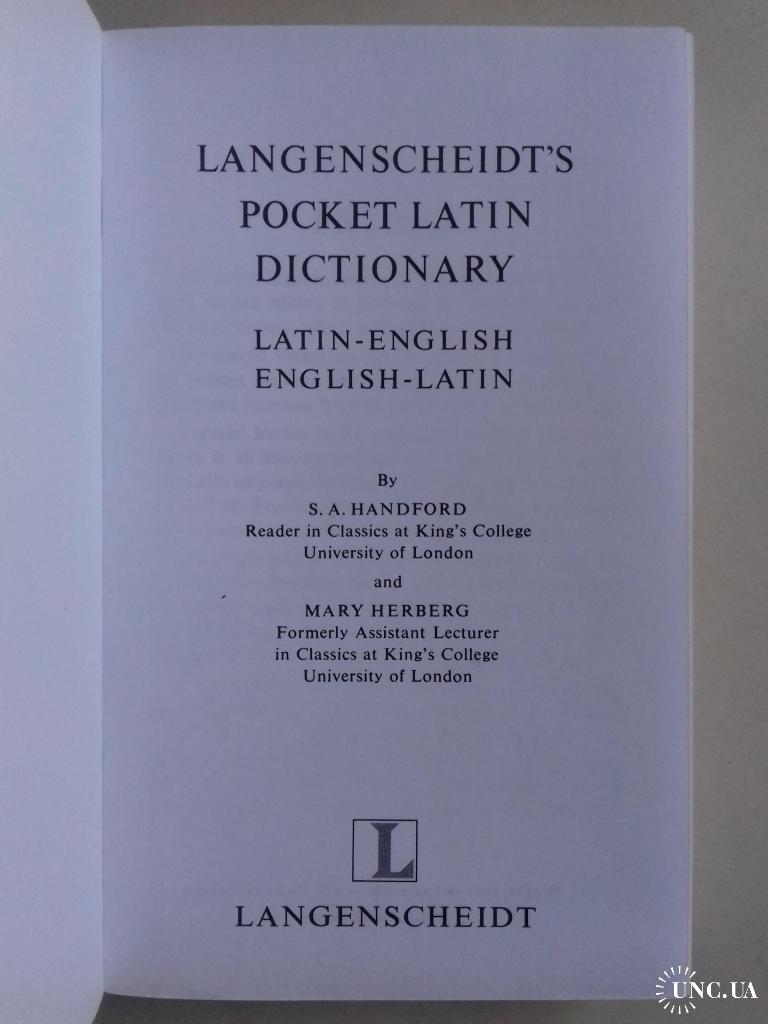 LANGENSCHEIDT'S
POCKET LATIN
DICTIONARY
LATIN-ENGLISH
ENGLISH-LATIN
By
S. A. HANDFORD
Reader in Classics at King's College
University of London
and
MARY HERBERG
Formerly Assistant Lecturer
in Classics at King's College
University of London
L
LANGENSCHEIDT
UNC.UA